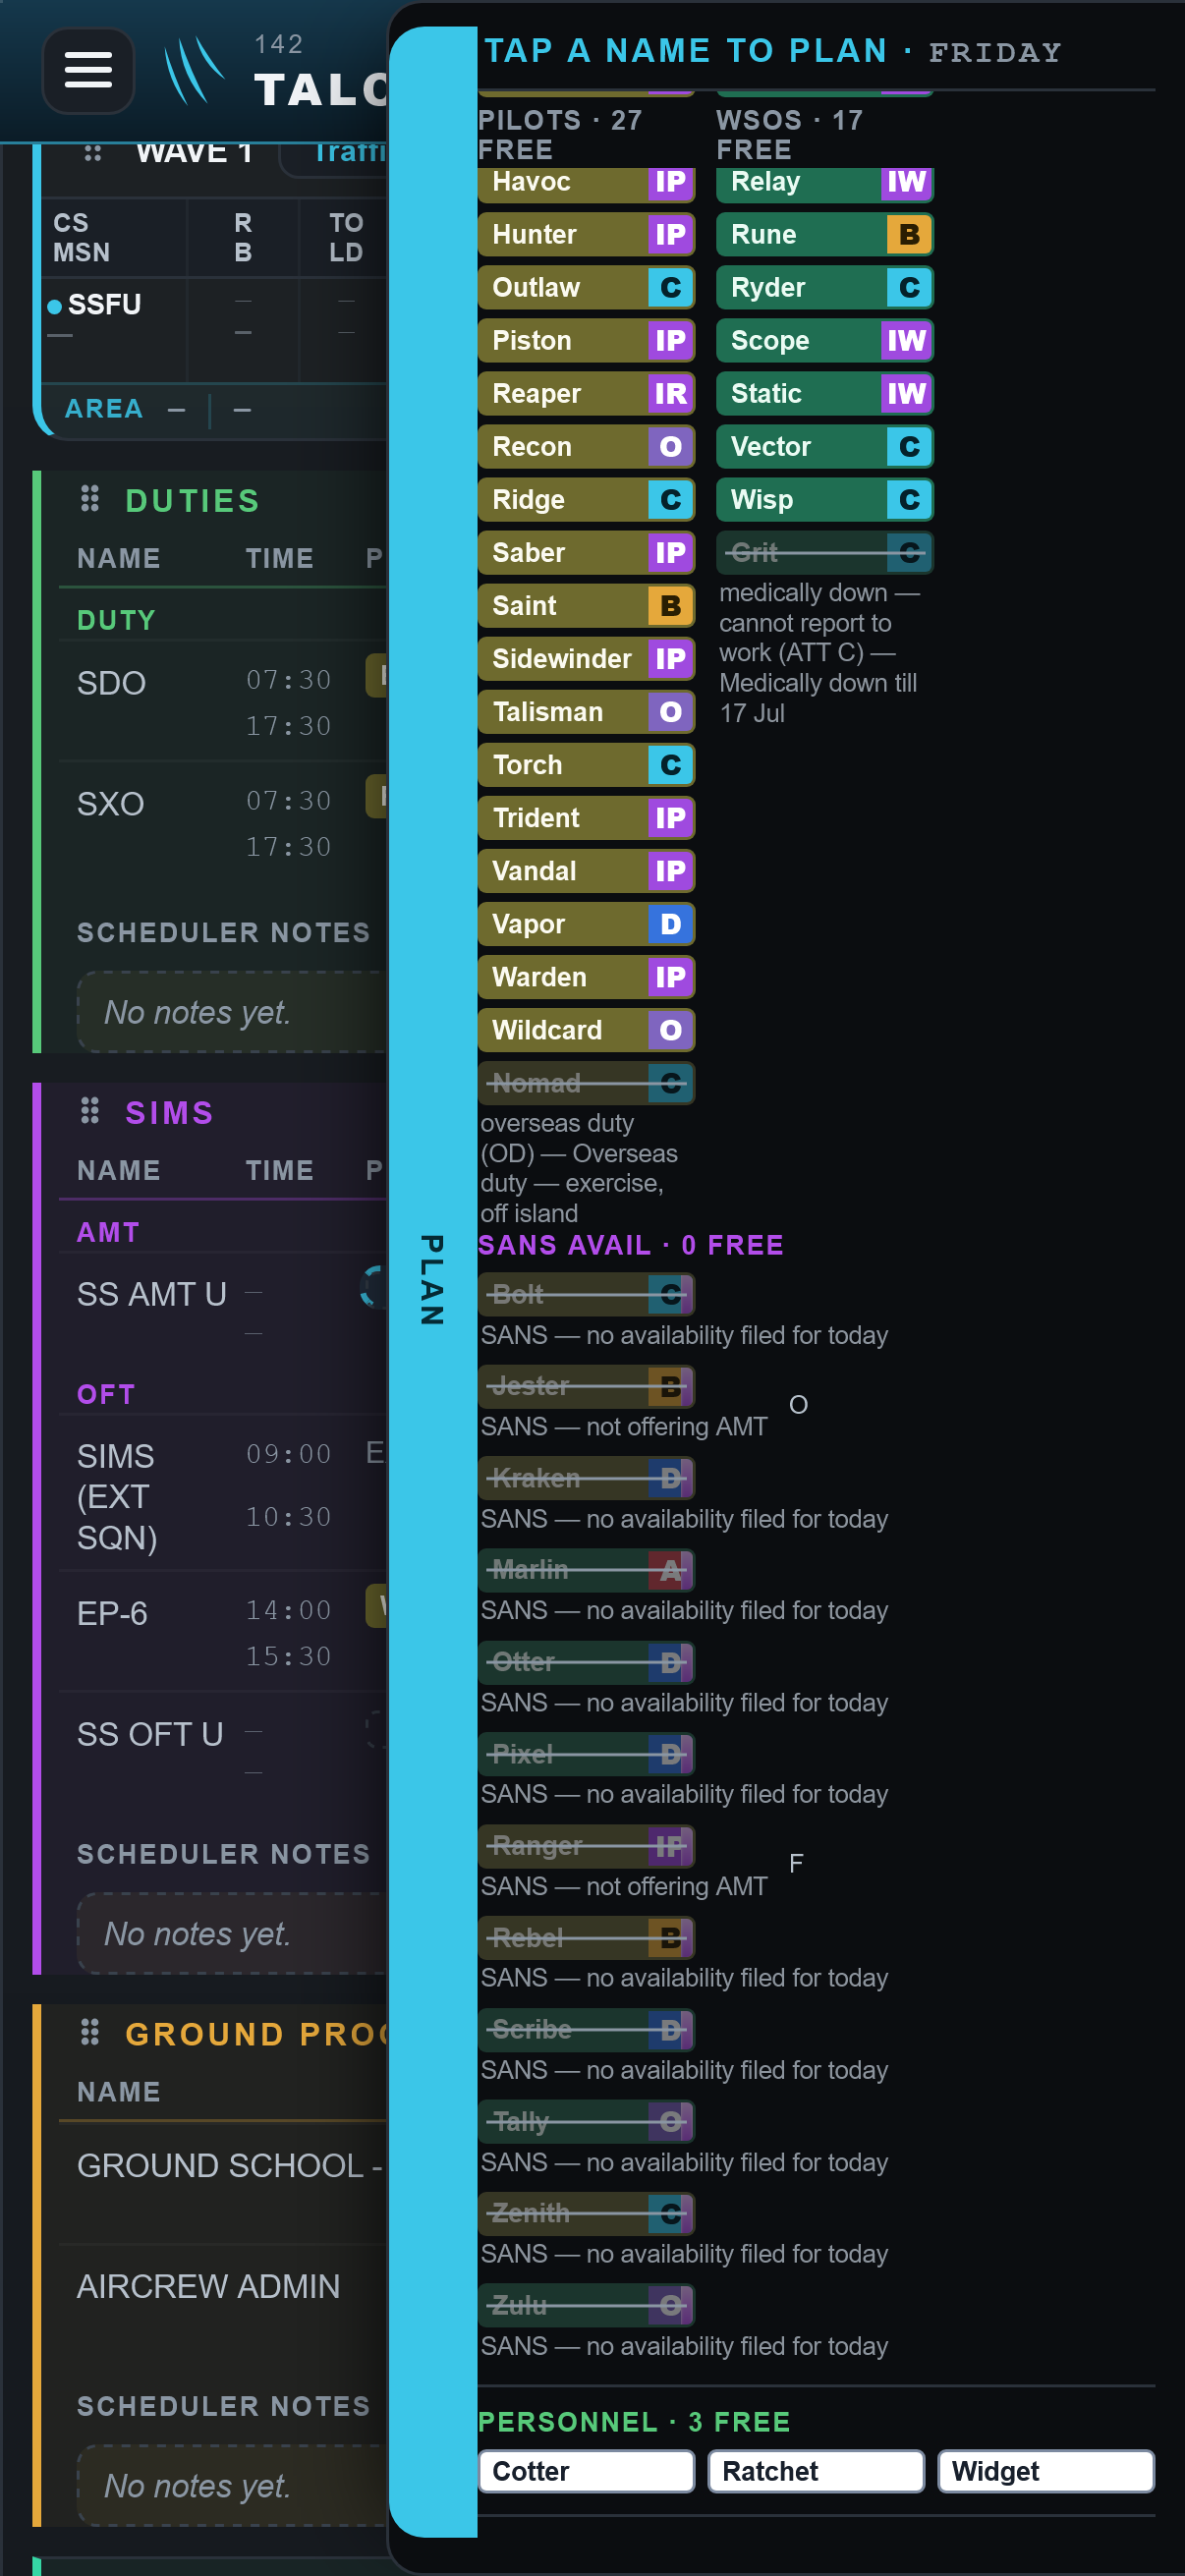 142
TALO
WAVE 1
Traffi
CS
MSN
R
B
TO
LD
SSFU
—
—
—
—
—
AREA – | –
DUTIES
NAME TIME P
DUTY
SDO 07:30
17:30
SXO 07:30
17:30
SCHEDULER NOTES
No notes yet.
SIMS
NAME TIME P
AMT
SS AMT U —
—
OFT
SIMS
(EXT
SQN)
09:00 E
10:30
EP-6 14:00
15:30
SS OFT U —
—
SCHEDULER NOTES
No notes yet.
GROUND PROG
NAME
GROUND SCHOOL -
AIRCREW ADMIN
SCHEDULER NOTES
No notes yet.
PLAN
TAP A NAME TO PLAN · FRIDAY
PILOTS · 27
FREE
Havoc IP
Hunter IP
Outlaw C
Piston IP
Reaper IR
Recon O
Ridge C
Saber IP
Saint B
Sidewinder IP
Talisman O
Torch C
Trident IP
Vandal IP
Vapor D
Warden IP
Wildcard O
Nomad C
overseas duty
(OD) — Overseas
duty — exercise,
off island
WSOS · 17
FREE
Relay IW
Rune B
Ryder C
Scope IW
Static IW
Vector C
Wisp C
Grit C
medically down —
cannot report to
work (ATT C) —
Medically down till
17 Jul
SANS AVAIL · 0 FREE
Bolt C
SANS — no availability filed for today
Jester B
O
SANS — not offering AMT
Kraken D
SANS — no availability filed for today
Marlin A
SANS — no availability filed for today
Otter D
SANS — no availability filed for today
Pixel D
SANS — no availability filed for today
Ranger IP
F
SANS — not offering AMT
Rebel B
SANS — no availability filed for today
Scribe D
SANS — no availability filed for today
Tally O
SANS — no availability filed for today
Zenith C
SANS — no availability filed for today
Zulu O
SANS — no availability filed for today
PERSONNEL · 3 FREE
Cotter Ratchet Widget